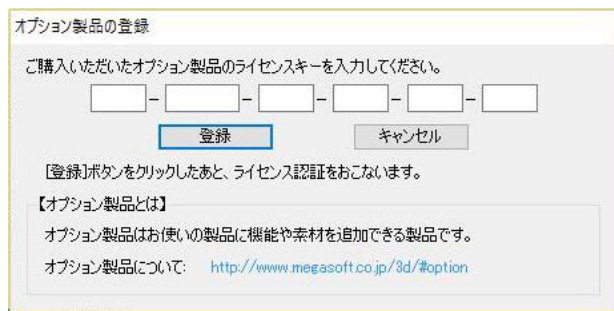 オプション製品の登録
ご購入いただいたオプション製品のライセンスキーを入力してください。
- - - - -
登録 キャンセル
[登録]ボタンをクリックしたあと、ライセンス認証をおこないます。
【オプション製品とは】
オプション製品はお使いの製品に機能や素材を追加できる製品です。
オプション製品について: http://www.megasoft.co.jp/3d/#option